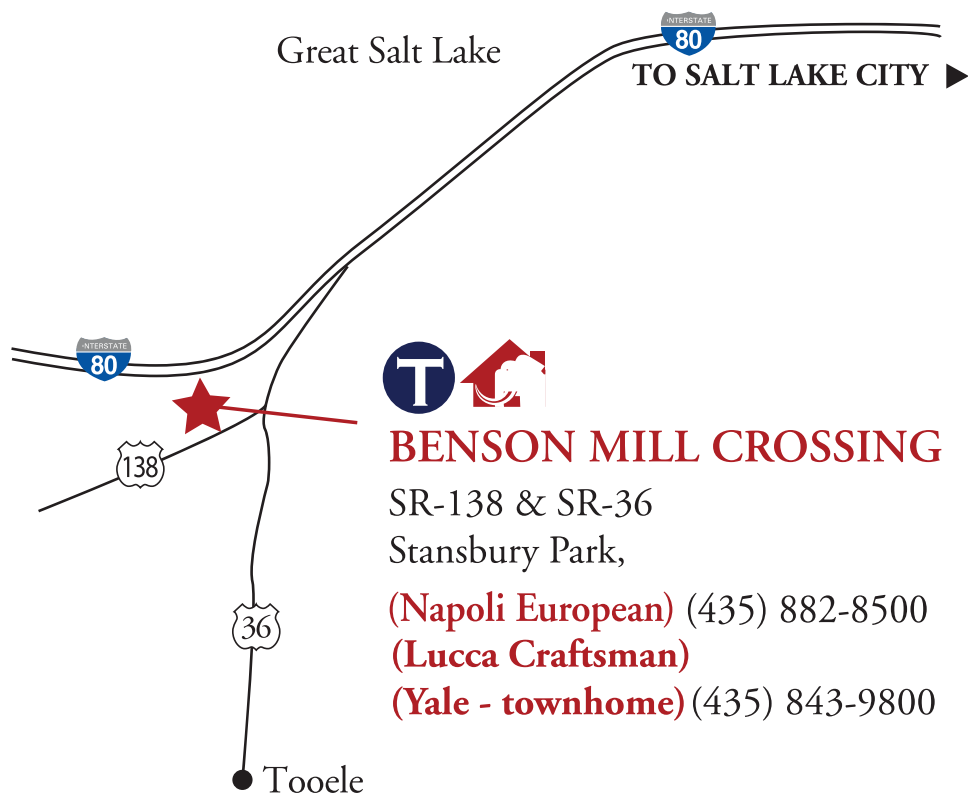 INTERSTATE
80
Great Salt Lake
TO SALT LAKE CITY
INTERSTATE
80
T
BENSON MILL CROSSING
138
SR-138 & SR-36
Stansbury Park,
(Napoli European) (435) 882-8500
36
(Lucca Craftsman)
(Yale - townhome) (435) 843-9800
Tooele